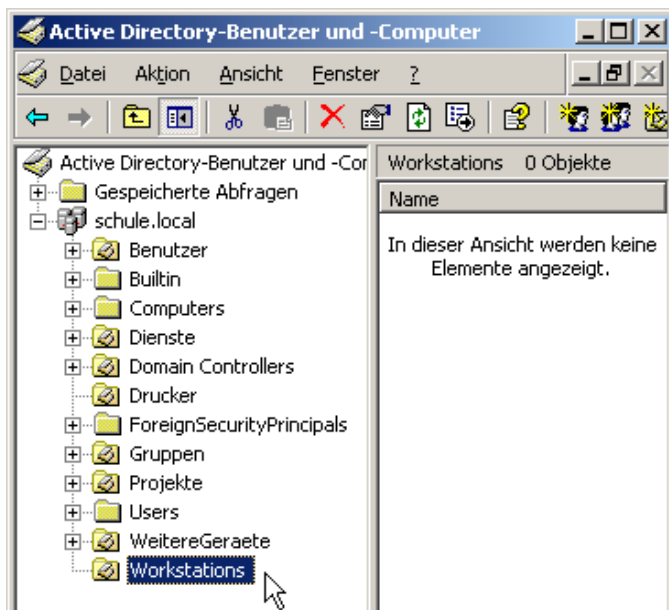 Active Directory-Benutzer und -Computer
Datei Aktion Ansicht Fenster ?
Active Directory-Benutzer und -Cor
Gespeicherte Abfragen
schule.local
Benutzer
Builtin
Computers
Dienste
Domain Controllers
Drucker
ForeignSecurityPrincipals
Gruppen
Projekte
Users
WeitereGeraete
Workstations
Workstations 0 Objekte
Name
In dieser Ansicht werden keine
Elemente angezeigt.